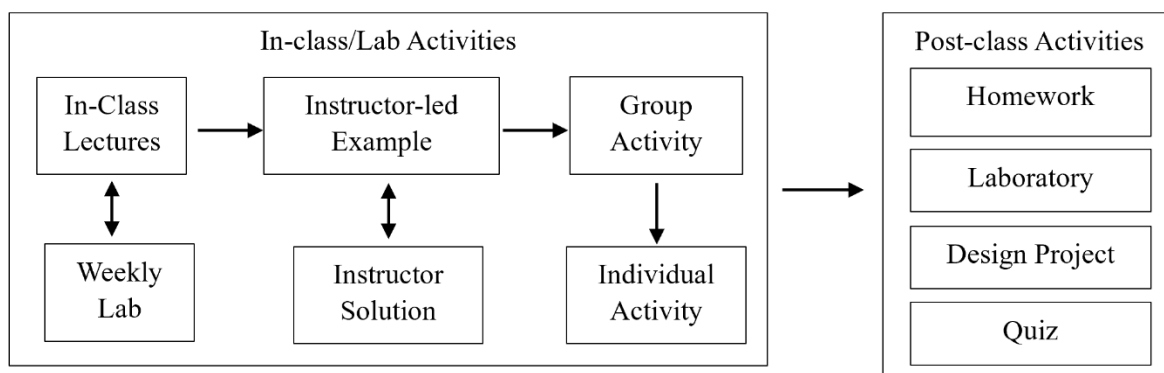 In-class/Lab Activities
In-Class
Lectures
Instructor-led
Example
Group
Activity
Weekly
Lab
Instructor
Solution
Individual
Activity
Post-class Activities
Homework
Laboratory
Design Project
Quiz